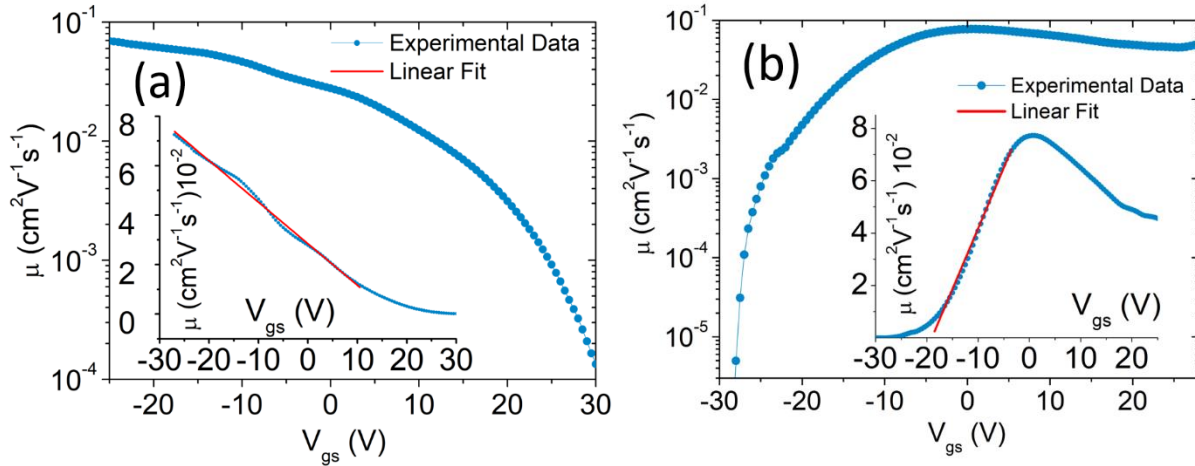 10⁻¹
10⁻²
10⁻³
10⁻⁴
μ (cm²V⁻¹s⁻¹)
(a)
Experimental Data
Linear Fit
8
6
4
2
0
μ (cm²V⁻¹s⁻¹)10⁻²
V_gs (V)
-30 -20 -10 0 10 20 30
-20 -10 0 10 20 30
V_gs (V)
10⁻¹
10⁰
10⁻¹
10⁻²
10⁻³
10⁻⁴
10⁻⁵
μ (cm²V⁻¹s⁻¹)
(b)
Experimental Data
Linear Fit
8
6
4
2
μ (cm²V⁻¹s⁻¹) 10⁻²
V_gs (V)
-30 -20 -10 0 10 20
-30 -20 -10 0 10 20
V_gs (V)